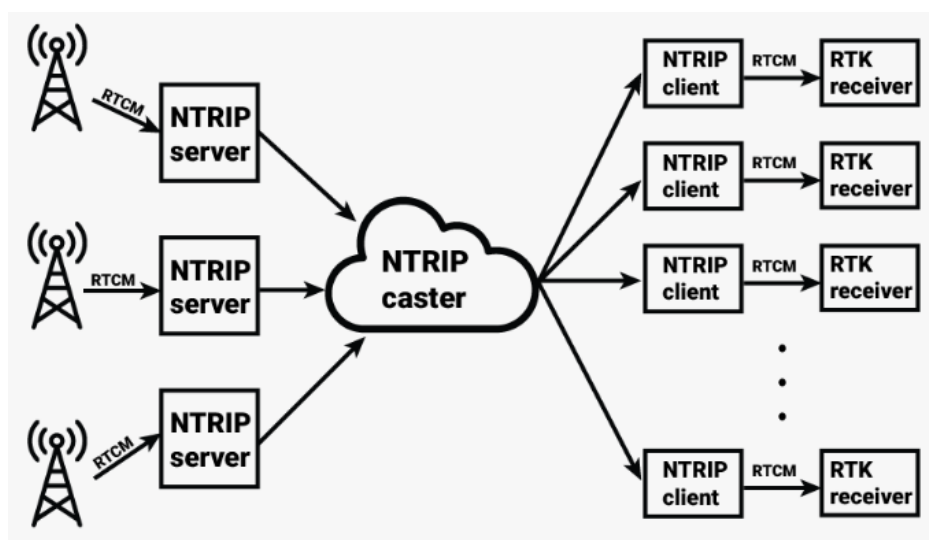 RTCM
NTRIP
server
RTCM
NTRIP
server
RTCM
NTRIP
server
NTRIP
caster
NTRIP
client
RTCM
RTK
receiver
NTRIP
client
RTCM
RTK
receiver
NTRIP
client
RTCM
RTK
receiver
NTRIP
client
RTCM
RTK
receiver